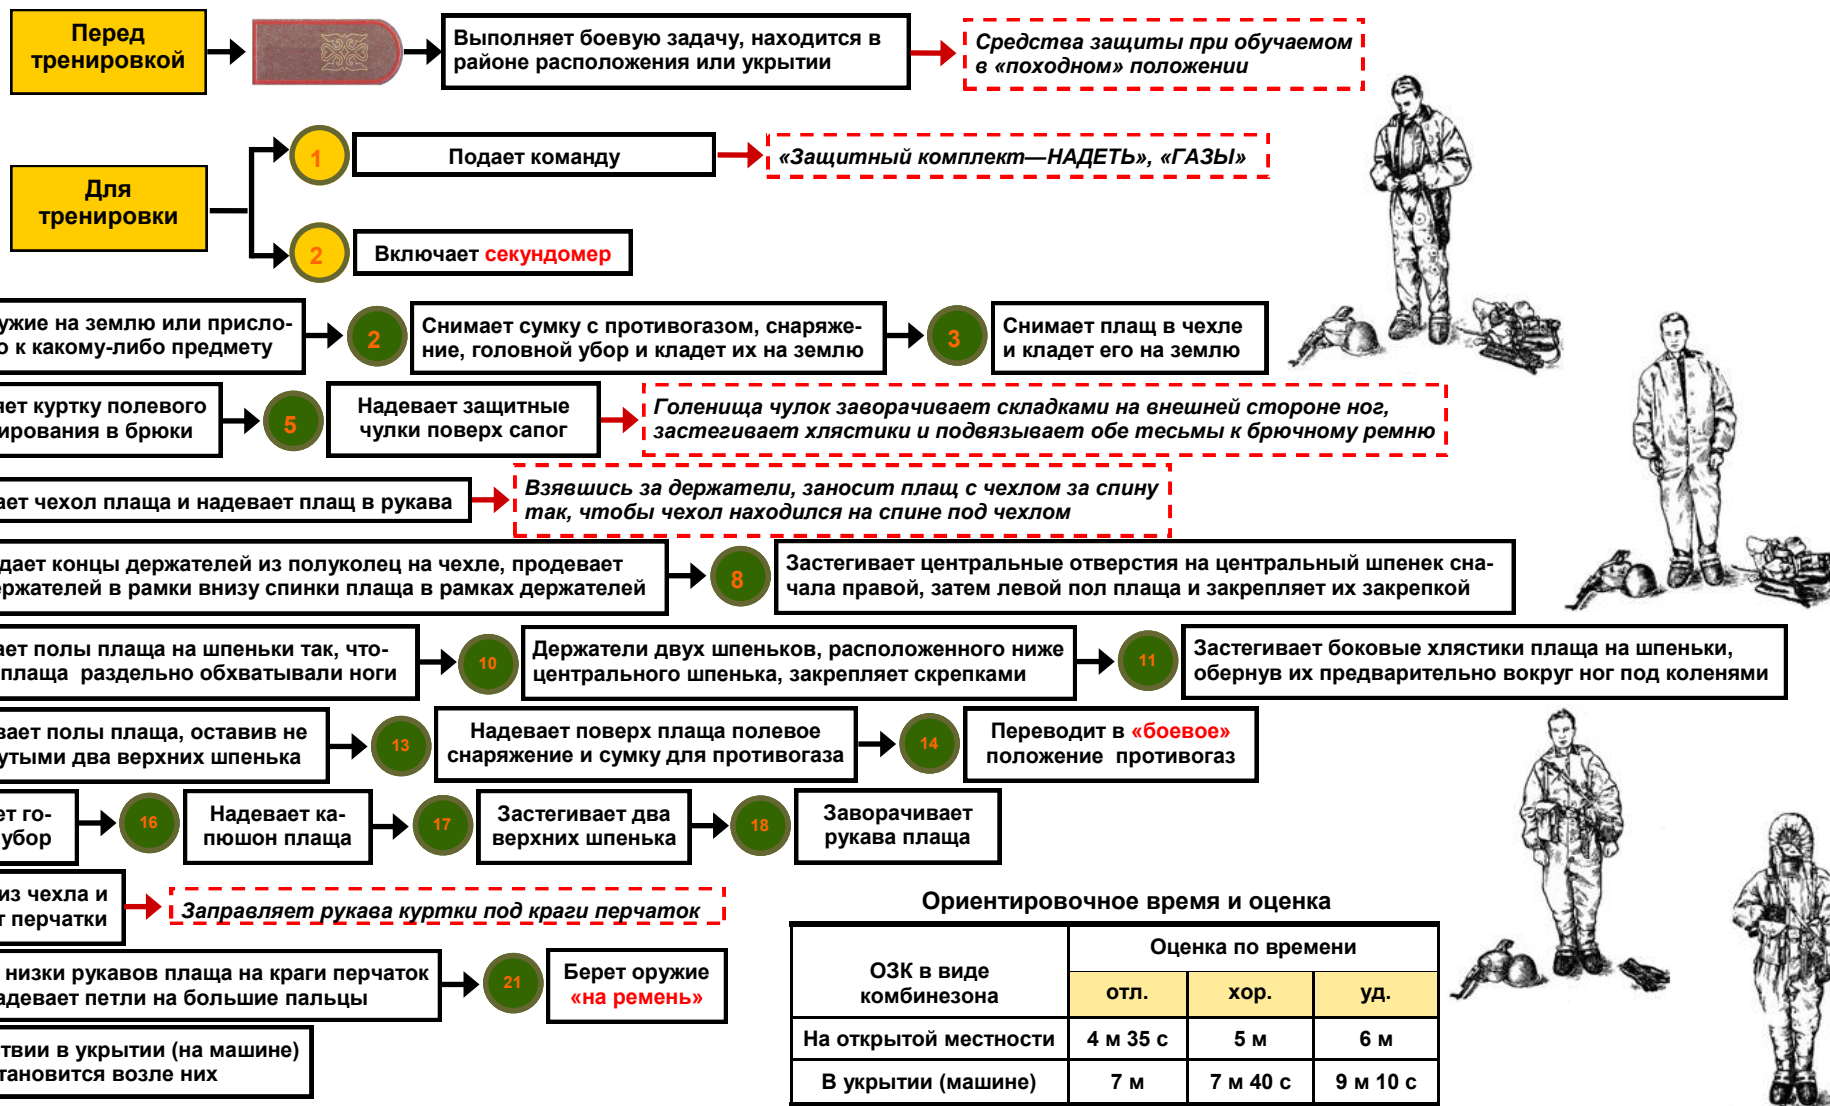 Перед
тренировкой
Выполняет боевую задачу, находится в
районе расположения или укрытии
Средства защиты при обучаемом
в «походном» положении
Для
тренировки
1
Подает команду
«Защитный комплект—НАДЕТЬ», «ГАЗЫ»
2
Включает секундомер
ужие на землю или присло-
о к какому-либо предмету
2
Снимает сумку с противогазом, снаряже-
ние, головной убор и кладет их на землю
3
Снимает плащ в чехле
и кладет его на землю
яет куртку полевого
ирования в брюки
5
Надевает защитные
чулки поверх сапог
Голенища чулок заворачивает складками на внешней стороне ног,
застегивает хлястики и подвязывает обе тесьмы к брючному ремню
ает чехол плаща и надевает плащ в рукава
Взявшись за держатели, заносит плащ с чехлом за спину
так, чтобы чехол находился на спине под чехлом
дает концы держателей из полуколец на чехле, продевает
ержателей в рамки внизу спинки плаща в рамках держателей
8
Застегивает центральные отверстия на центральный шпенек сна-
чала правой, затем левой пол плаща и закрепляет их закрепкой
ает полы плаща на шпеньки так, что-
плаща раздельно обхватывали ноги
10
Держатели двух шпеньков, расположенного ниже
центрального шпенька, закрепляет скрепками
11
Застегивает боковые хлястики плаща на шпеньки,
обернув их предварительно вокруг ног под коленями
вает полы плаща, оставив не
утыми два верхних шпенька
13
Надевает поверх плаща полевое
снаряжение и сумку для противогаза
14
Переводит в «боевое»
положение противогаз
ет го-
убор
16
Надевает ка-
пюшон плаща
17
Застегивает два
верхних шпенька
18
Заворачивает
рукава плаща
из чехла и
т перчатки
Заправляет рукава куртки под краги перчаток
низки рукавов плаща на краги перчаток
адевает петли на большие пальцы
21
Берет оружие
«на ремень»
ствии в укрытии (на машине)
тановится возле них
Ориентировочное время и оценка
ОЗК в виде
комбинезона
Оценка по времени
отл. хор. уд.
На открытой местности 4 м 35 с 5 м 6 м
В укрытии (машине) 7 м 7 м 40 с 9 м 10 с